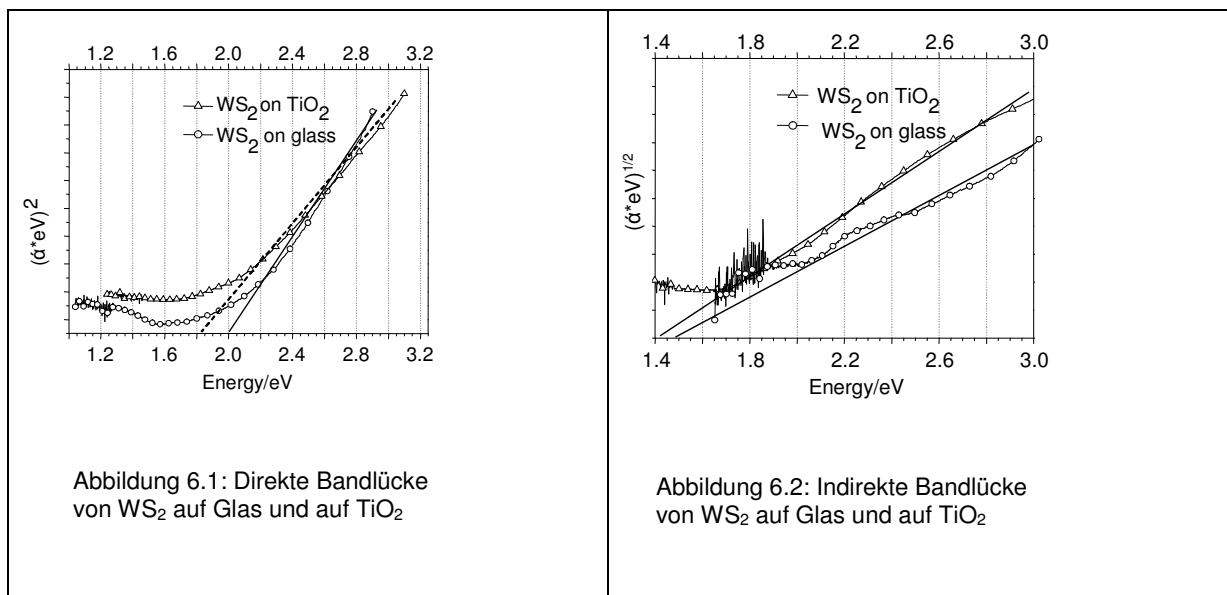 1.2 1.6 2.0 2.4 2.8 3.2
WS₂ on TiO₂
WS₂ on glass
(ά*eV)²
1.2 1.6 2.0 2.4 2.8 3.2
Energy/eV
Abbildung 6.1: Direkte Bandlücke
von WS₂ auf Glas und auf TiO₂
1.4 1.8 2.2 2.6 3.0
WS₂ on TiO₂
WS₂ on glass
(ά*eV)¹/²
1.4 1.8 2.2 2.6 3.0
Energy/eV
Abbildung 6.2: Indirekte Bandlücke
von WS₂ auf Glas und auf TiO₂